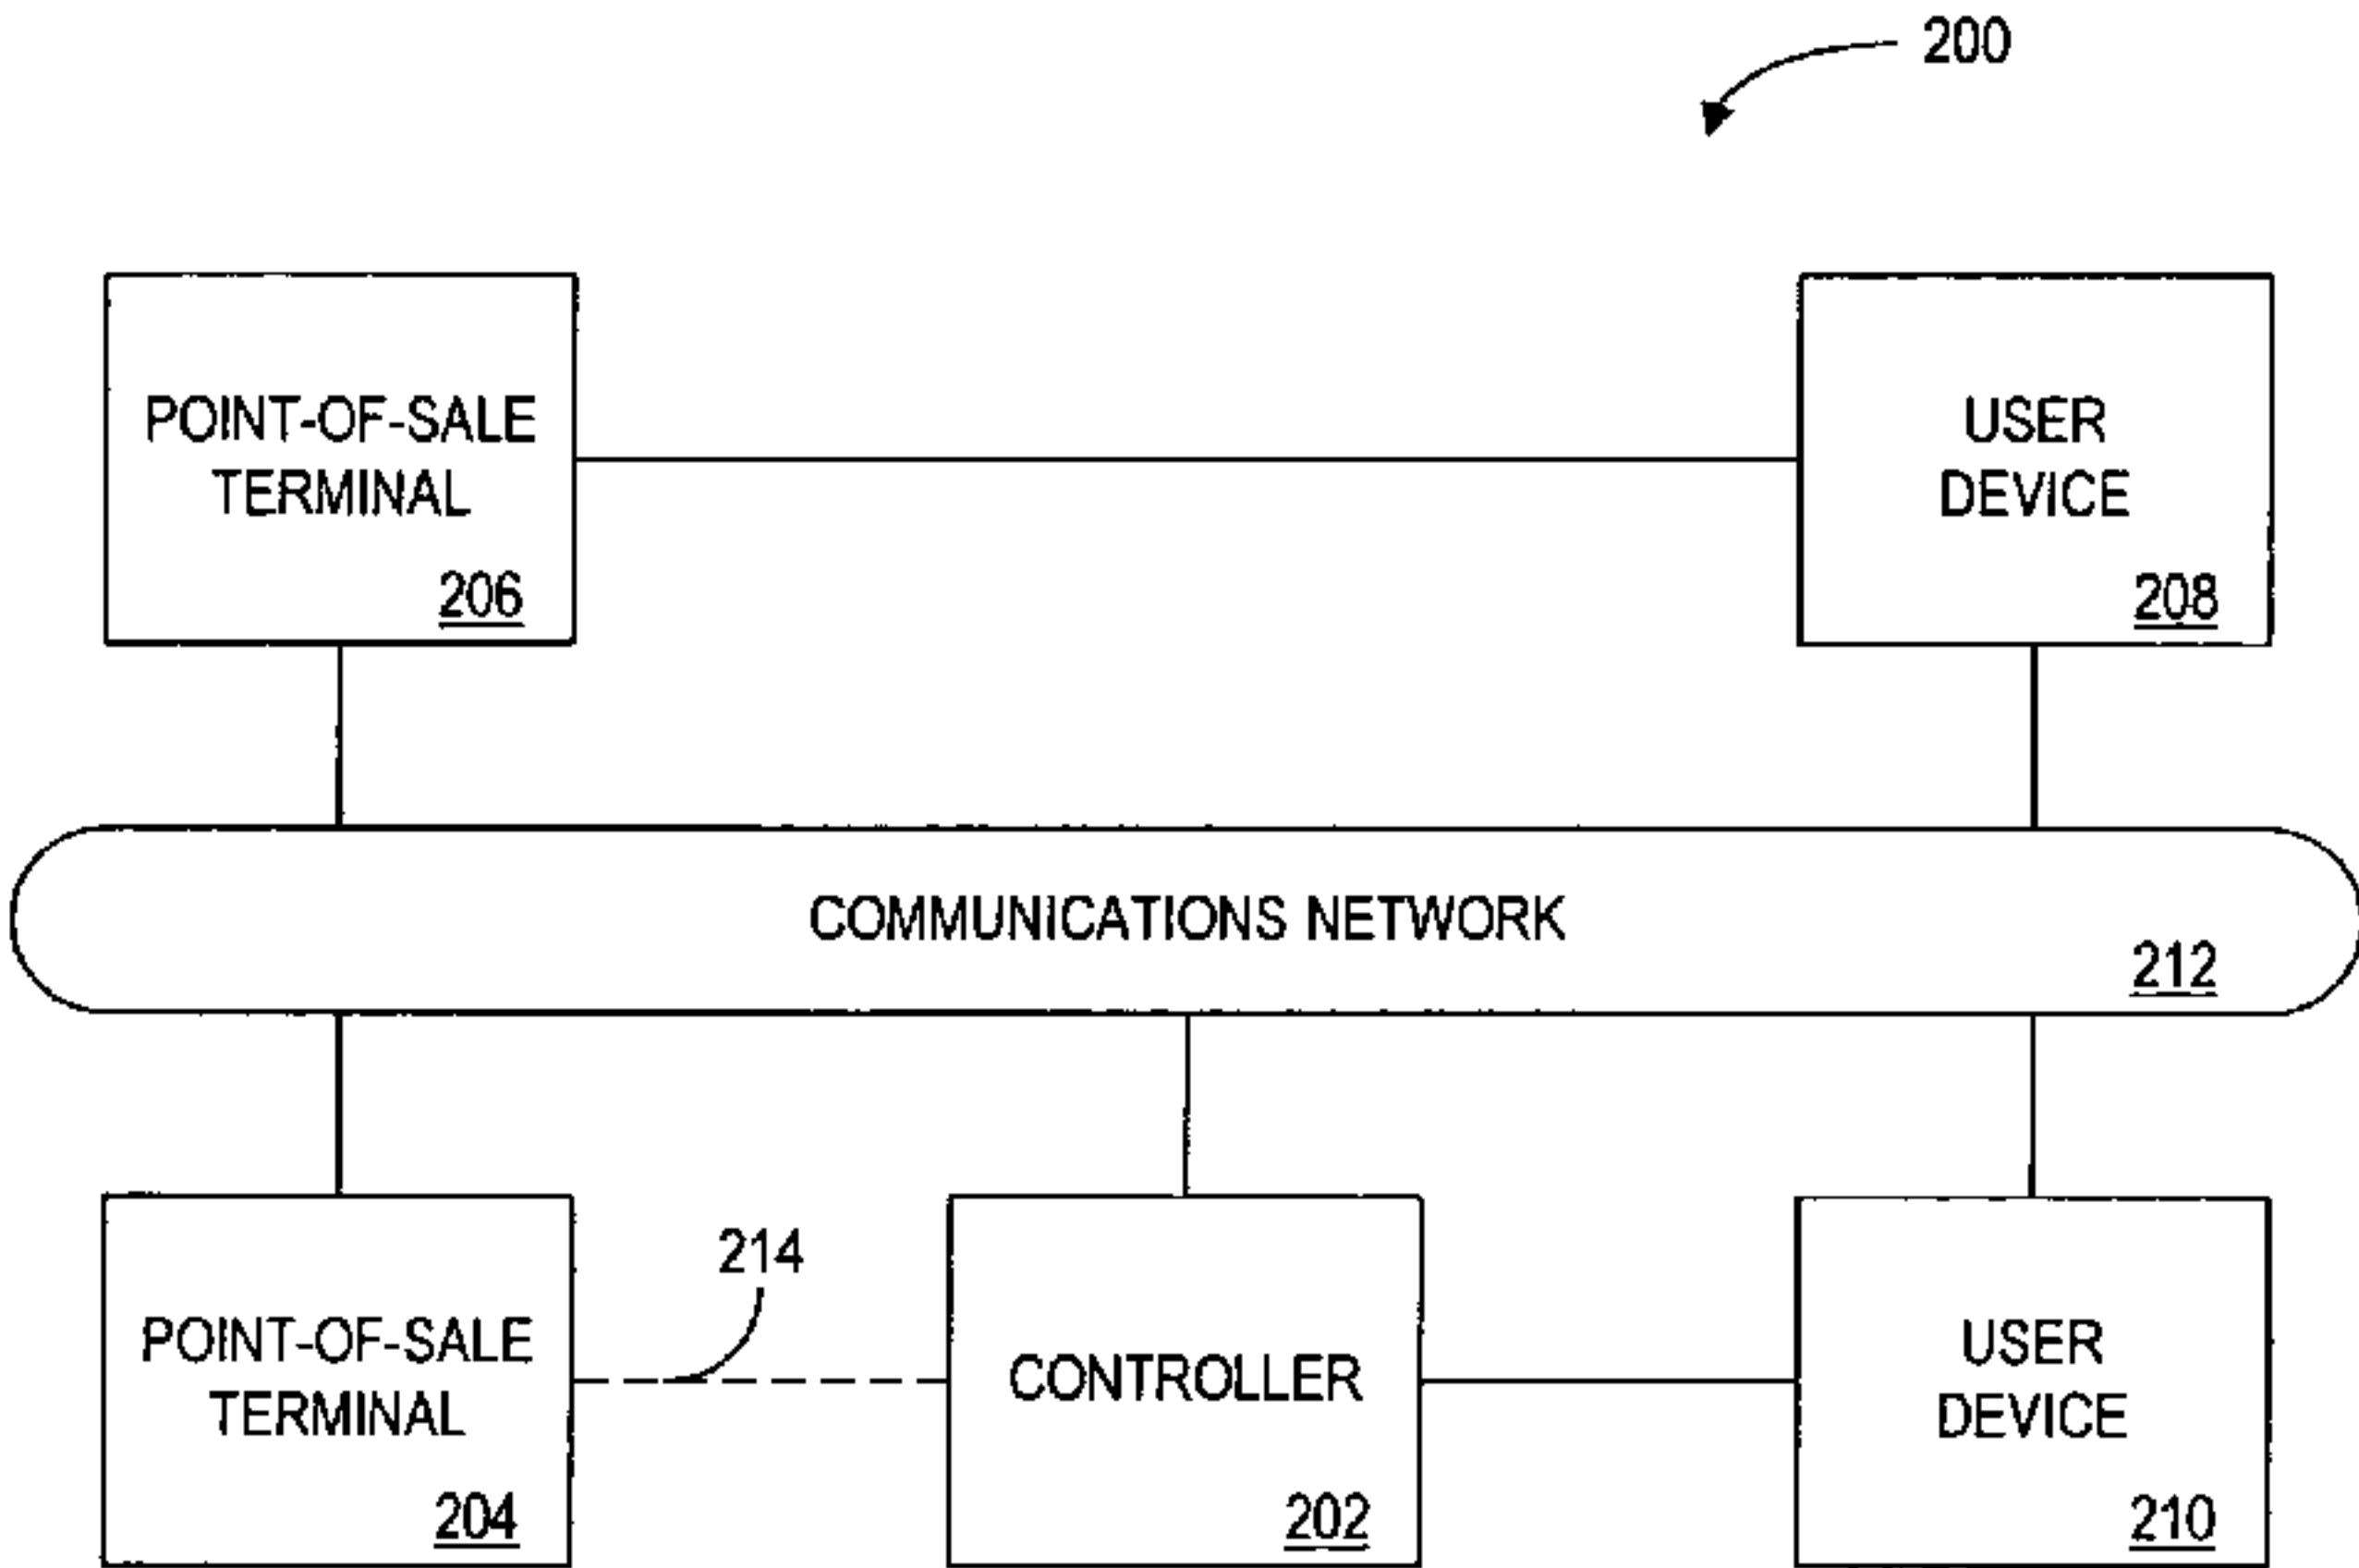 200
POINT-OF-SALE
TERMINAL
206
USER
DEVICE
208
COMMUNICATIONS NETWORK
212
214
POINT-OF-SALE
TERMINAL
204
CONTROLLER
202
USER
DEVICE
210